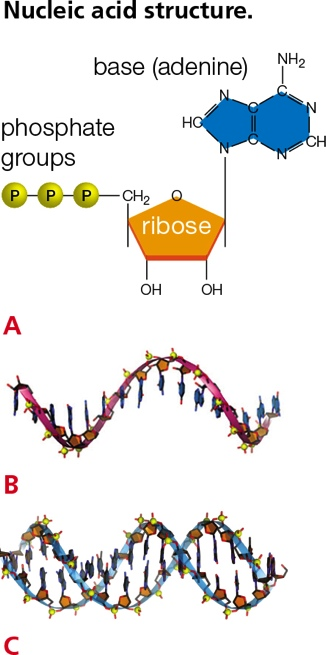 Nucleic acid structure.
NH₂
base (adenine)
C
N
C
N
HC
C
CH
N
N
phosphate
groups
P P P CH₂ O
ribose
OH OH
A
B
C